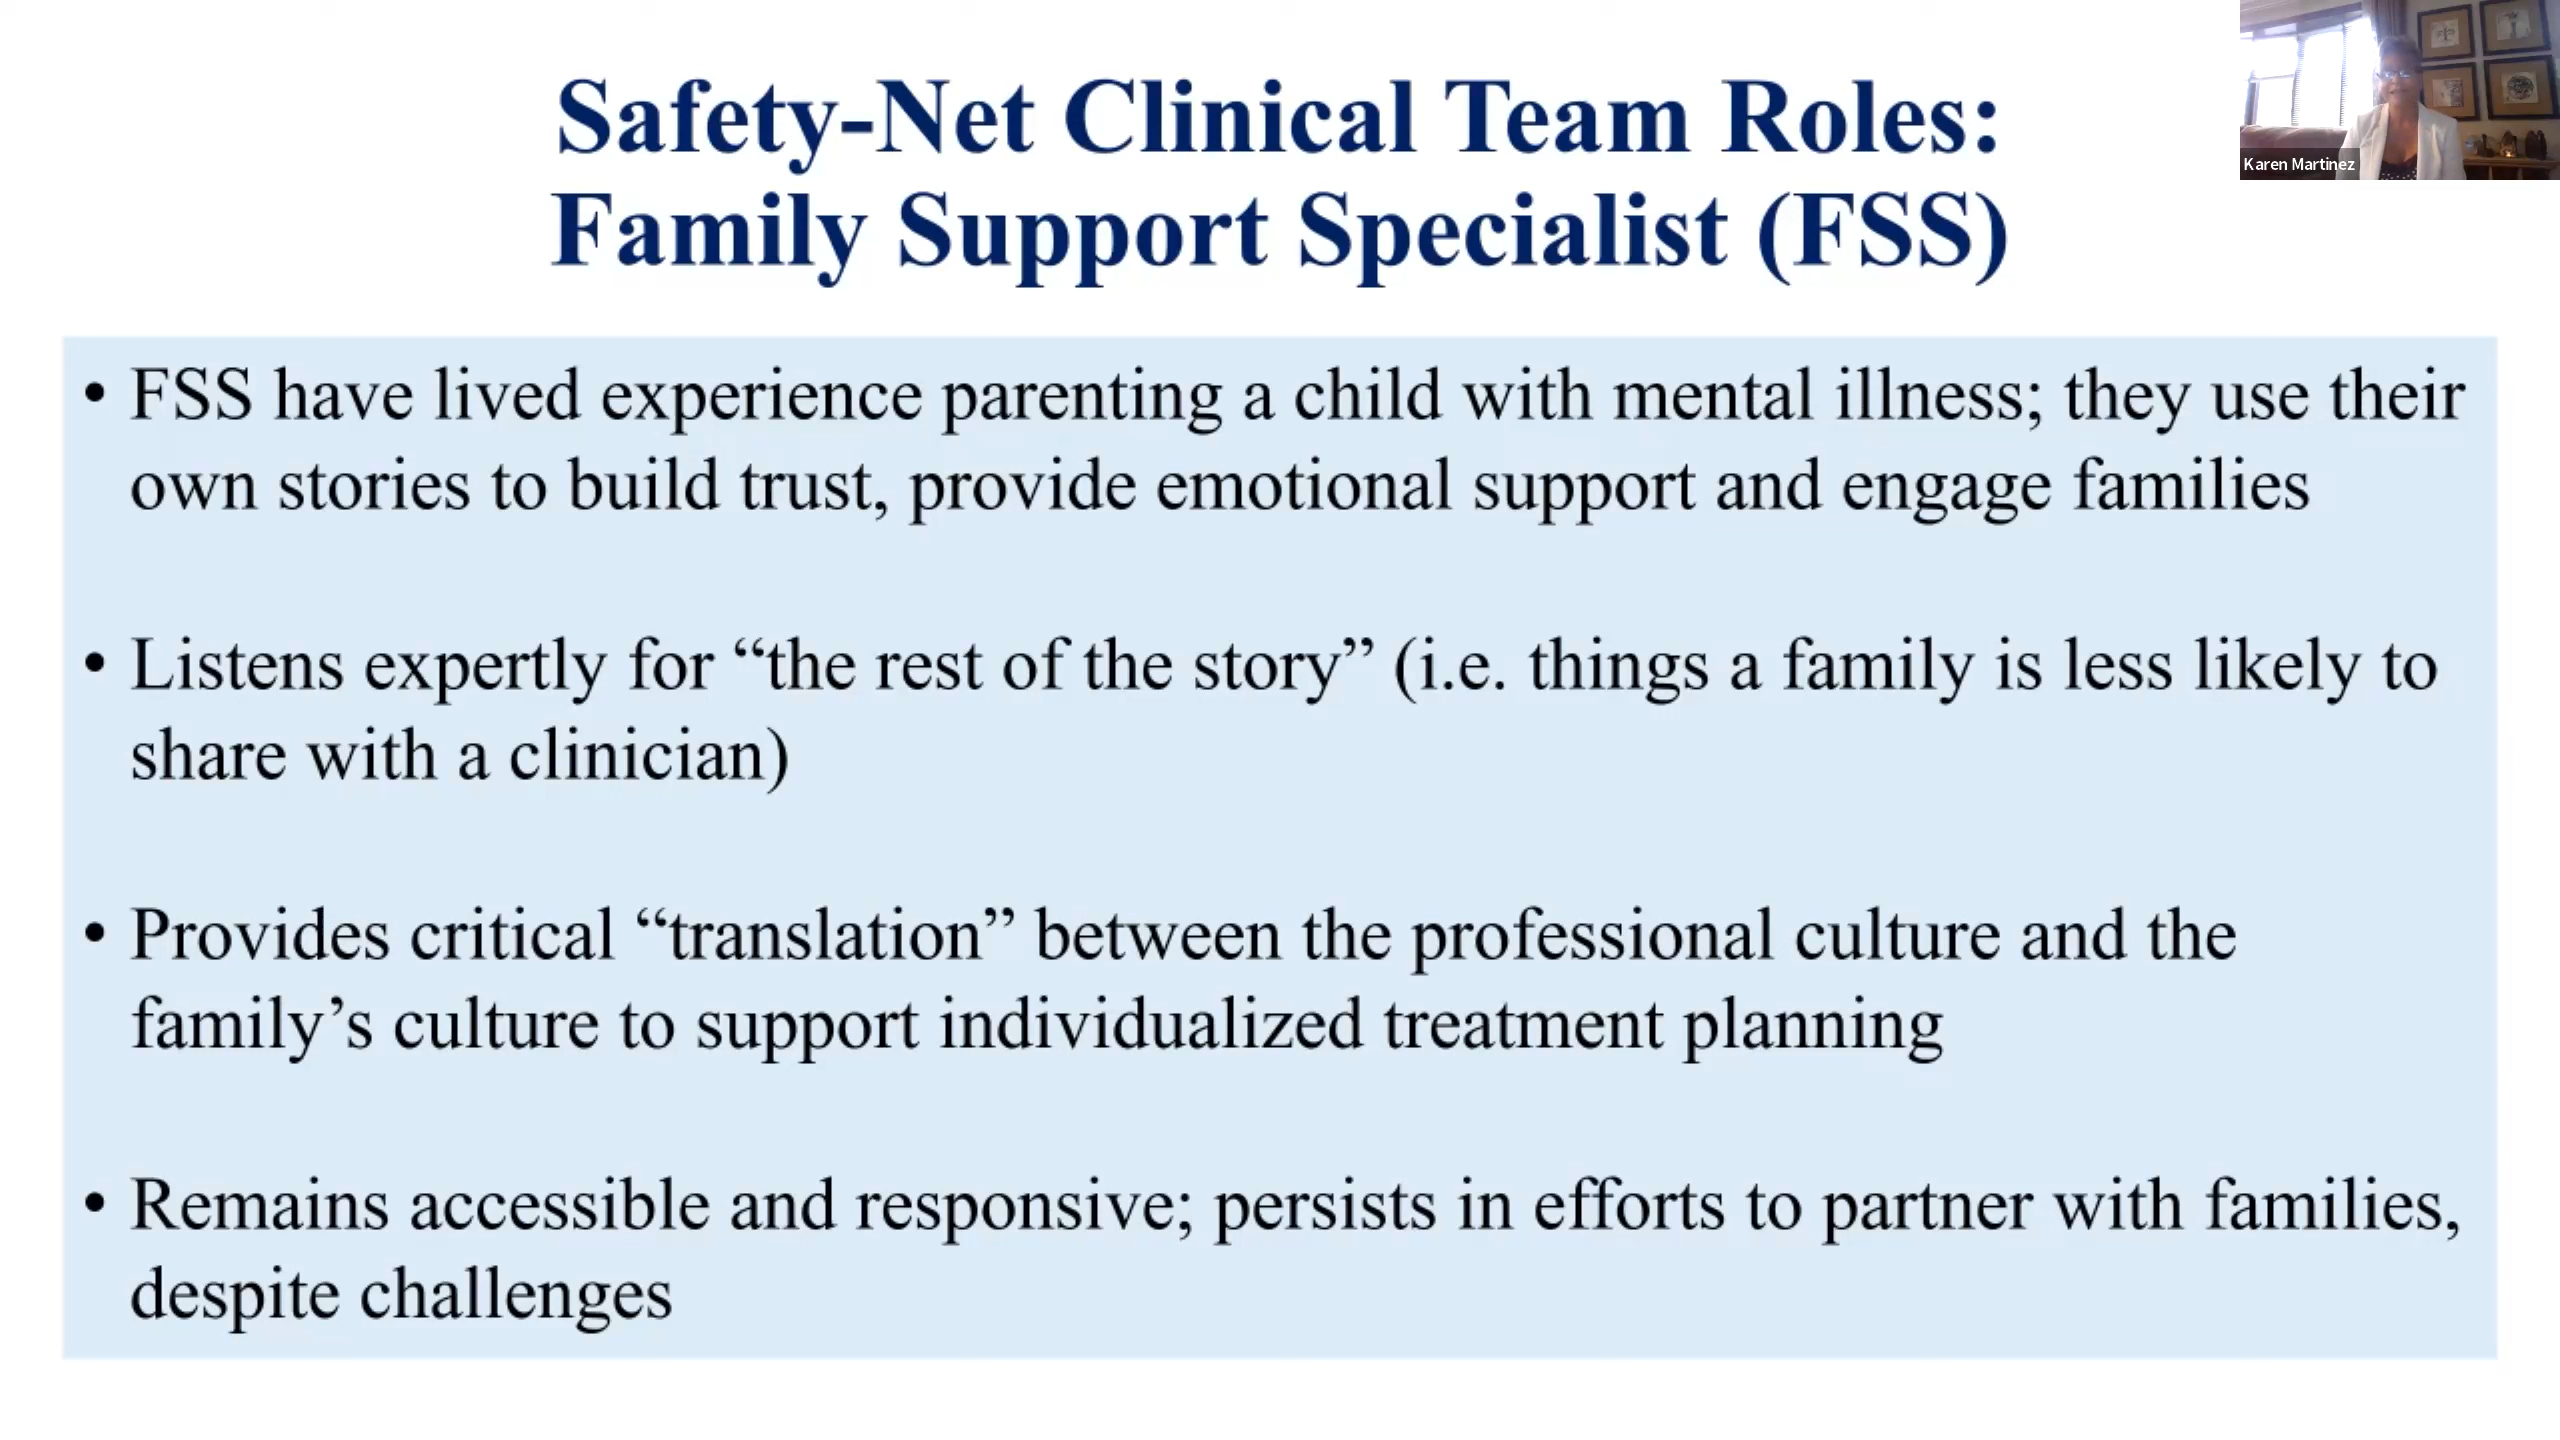 Safety-Net Clinical Team Roles:
Family Support Specialist (FSS)
Karen Martinez
• FSS have lived experience parenting a child with mental illness; they use their
own stories to build trust, provide emotional support and engage families
• Listens expertly for “the rest of the story” (i.e. things a family is less likely to
share with a clinician)
• Provides critical “translation” between the professional culture and the
family’s culture to support individualized treatment planning
• Remains accessible and responsive; persists in efforts to partner with families,
despite challenges